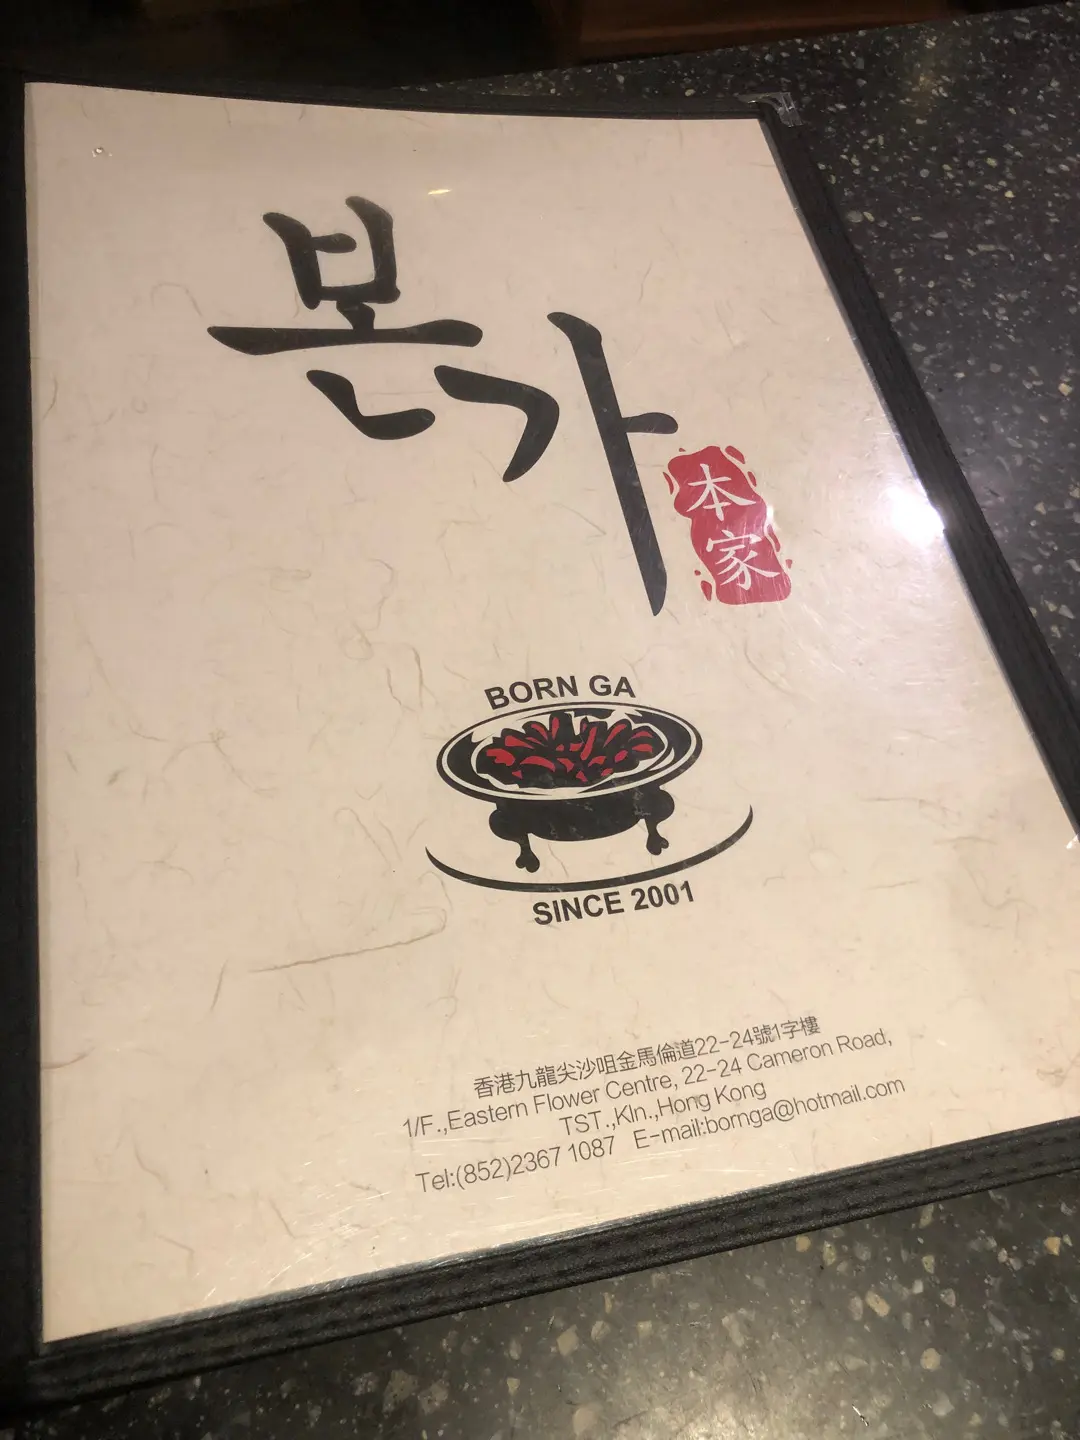 본가
本家
BORN GA
SINCE 2001
香港九龍尖沙咀金馬倫道22-24號1字樓
1/F.,Eastern Flower Centre, 22-24 Cameron Road,
TST.,Kln.,Hong Kong
Tel:(852)2367 1087 E-mail:bornga@hotmail.com